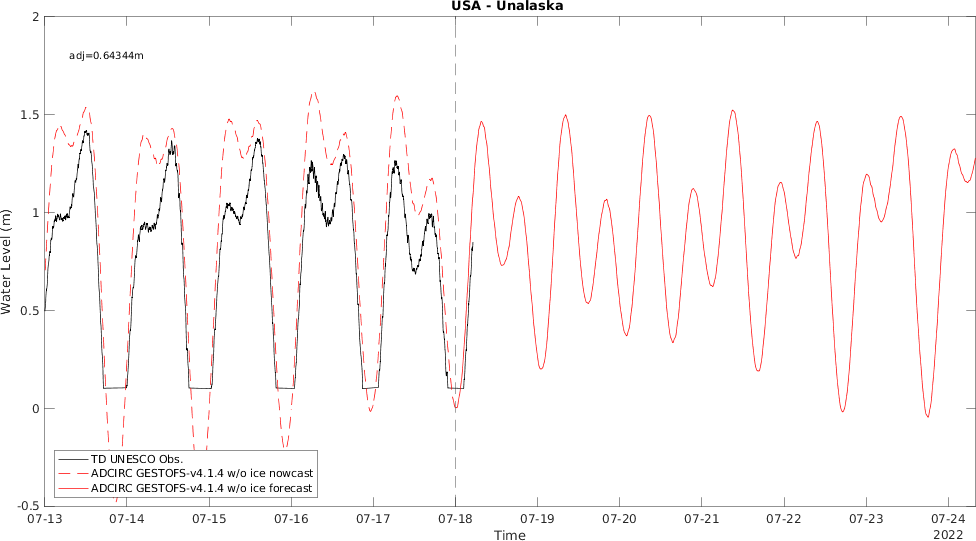 USA - Unalaska
adj=0.64344m
Water Level (m)
2
1.5
1
0.5
0
-0.5
TD UNESCO Obs.
ADCIRC GESTOFS-v4.1.4 w/o ice nowcast
ADCIRC GESTOFS-v4.1.4 w/o ice forecast
07-13 07-14 07-15 07-16 07-17 07-18 07-19 07-20 07-21 07-22 07-23 07-24
Time
2022